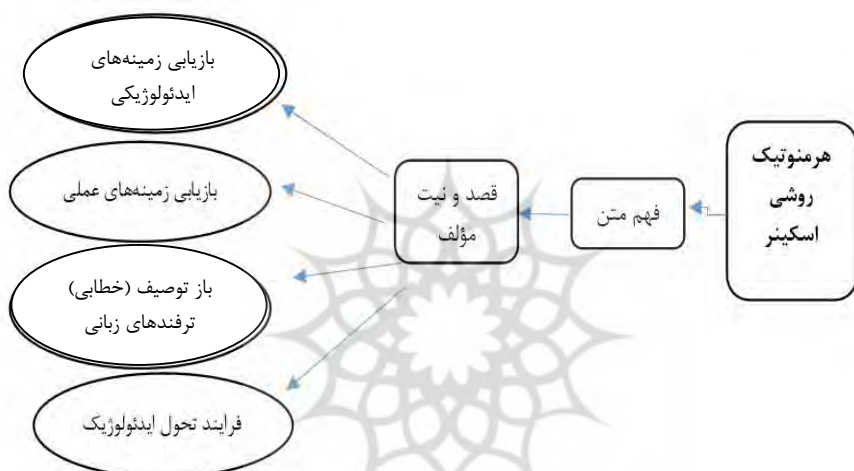 هرمنوتیک
روشی
اسکینر
فهم متن
قصد و نیت
مؤلف
بازیابی زمینه‌های
ایدئولوژیکی
بازیابی زمینه‌های عملی
باز توصیف (خطابی)
ترفندهای زبانی
فرآیند تحول ایدئولوژیک